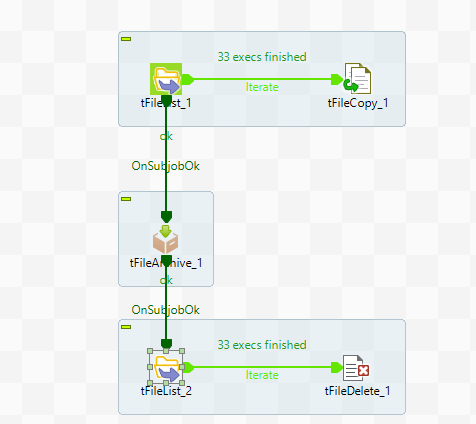 33 execs finished
Iterate
tFileList_1
tFileCopy_1
ok
OnSubjobOk
tFileArchive_1
ok
OnSubjobOk
33 execs finished
Iterate
tFileList_2
tFileDelete_1